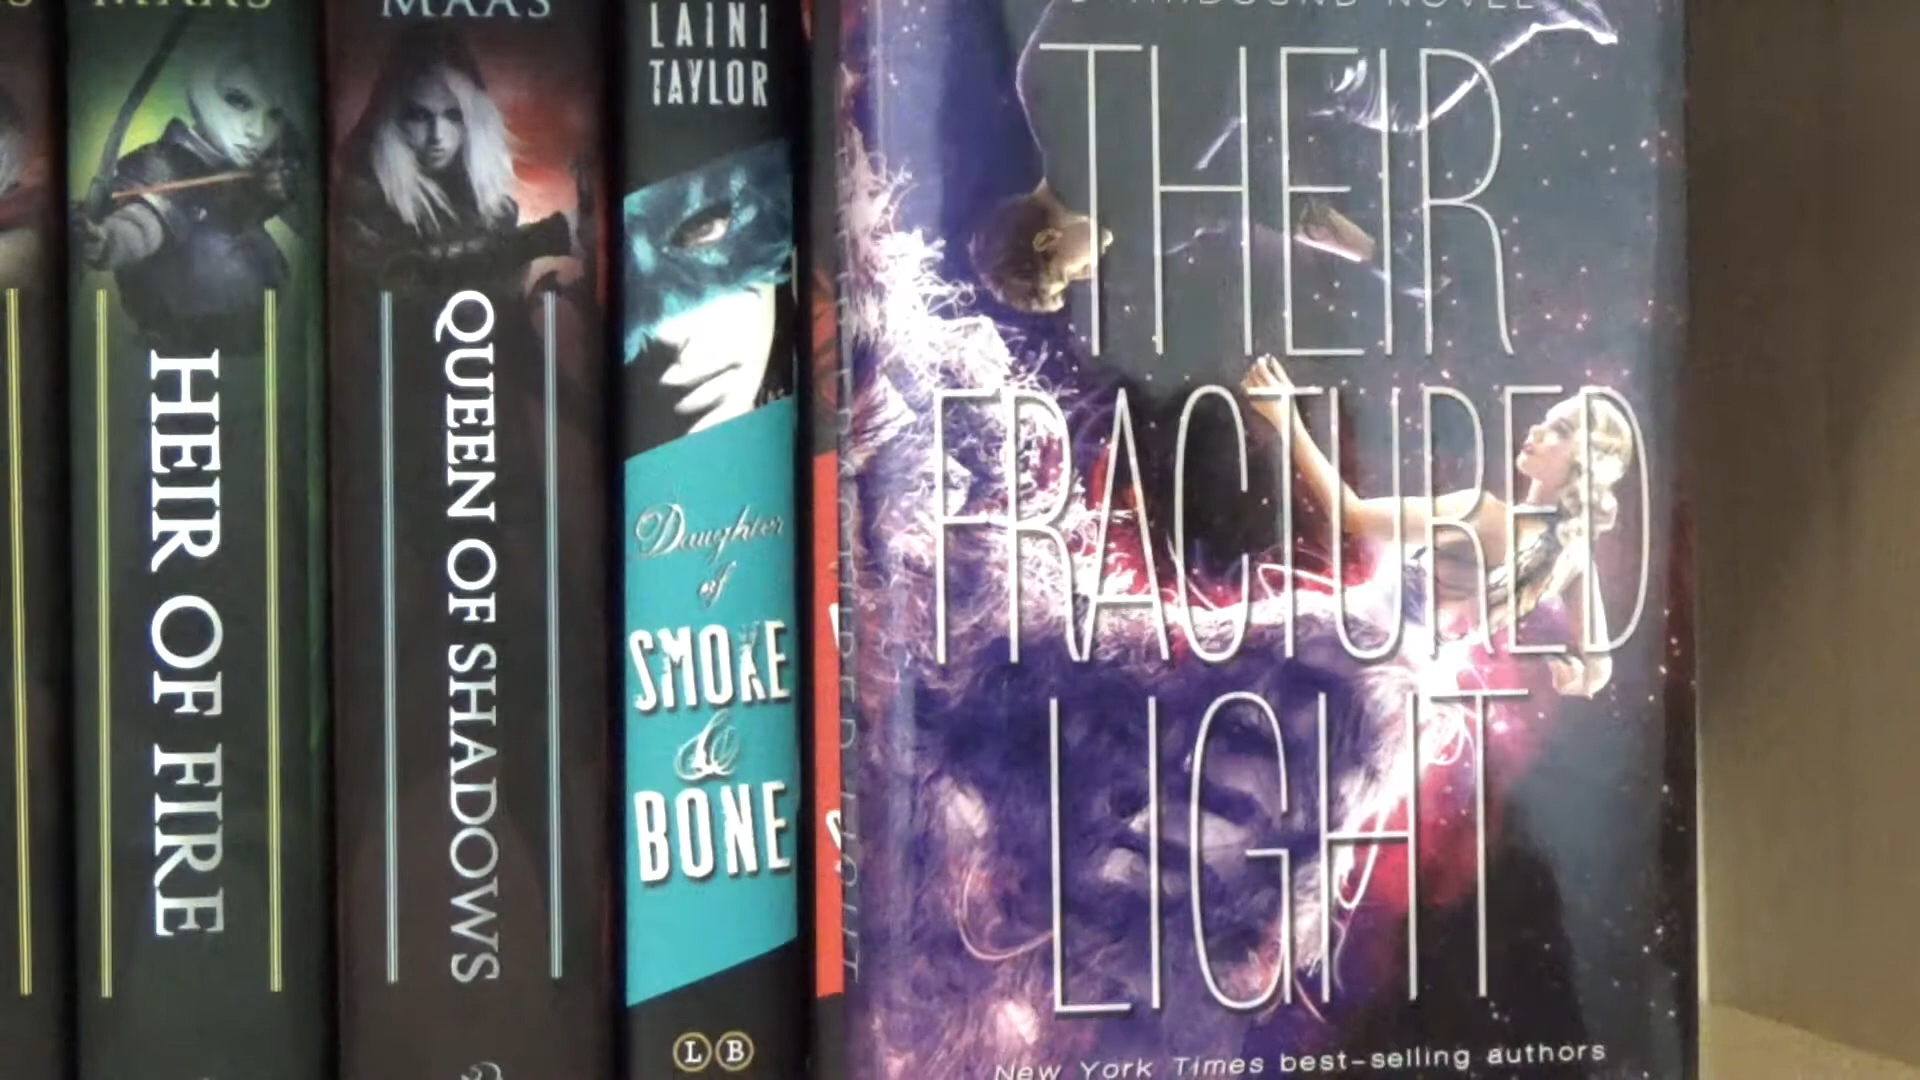 MAAS
HEIR OF FIRE
MAAS
QUEEN OF SHADOWS
LAINI
TAYLOR
Daughter
of
SMOKE
&
BONE
L B
NOVEL
THEIR
FRACTURED
LIGHT
New York Times best-selling authors